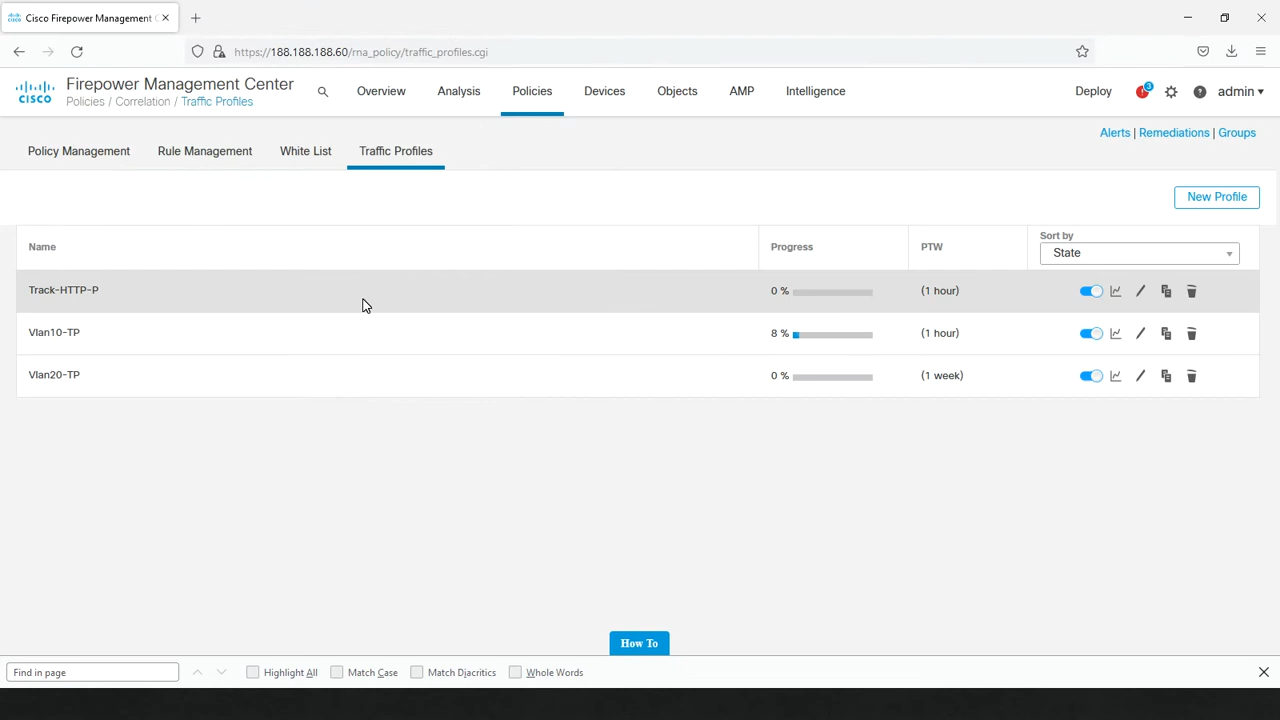 Cisco Firepower Management C
https://188.188.188.60/rna_policy/traffic_profiles.cgi
Firepower Management Center
Policies / Correlation / Traffic Profiles
CISCO
Overview Analysis Policies Devices Objects AMP Intelligence
Deploy 3 admin
Alerts | Remediations | Groups
Policy Management Rule Management White List Traffic Profiles
New Profile
Name Progress PTW Sort by
State
Track-HTTP-P 0 % (1 hour)
Vlan10-TP 8 % (1 hour)
Vlan20-TP 0 % (1 week)
How To
Find in page Highlight All Match Case Match Diacritics Whole Words